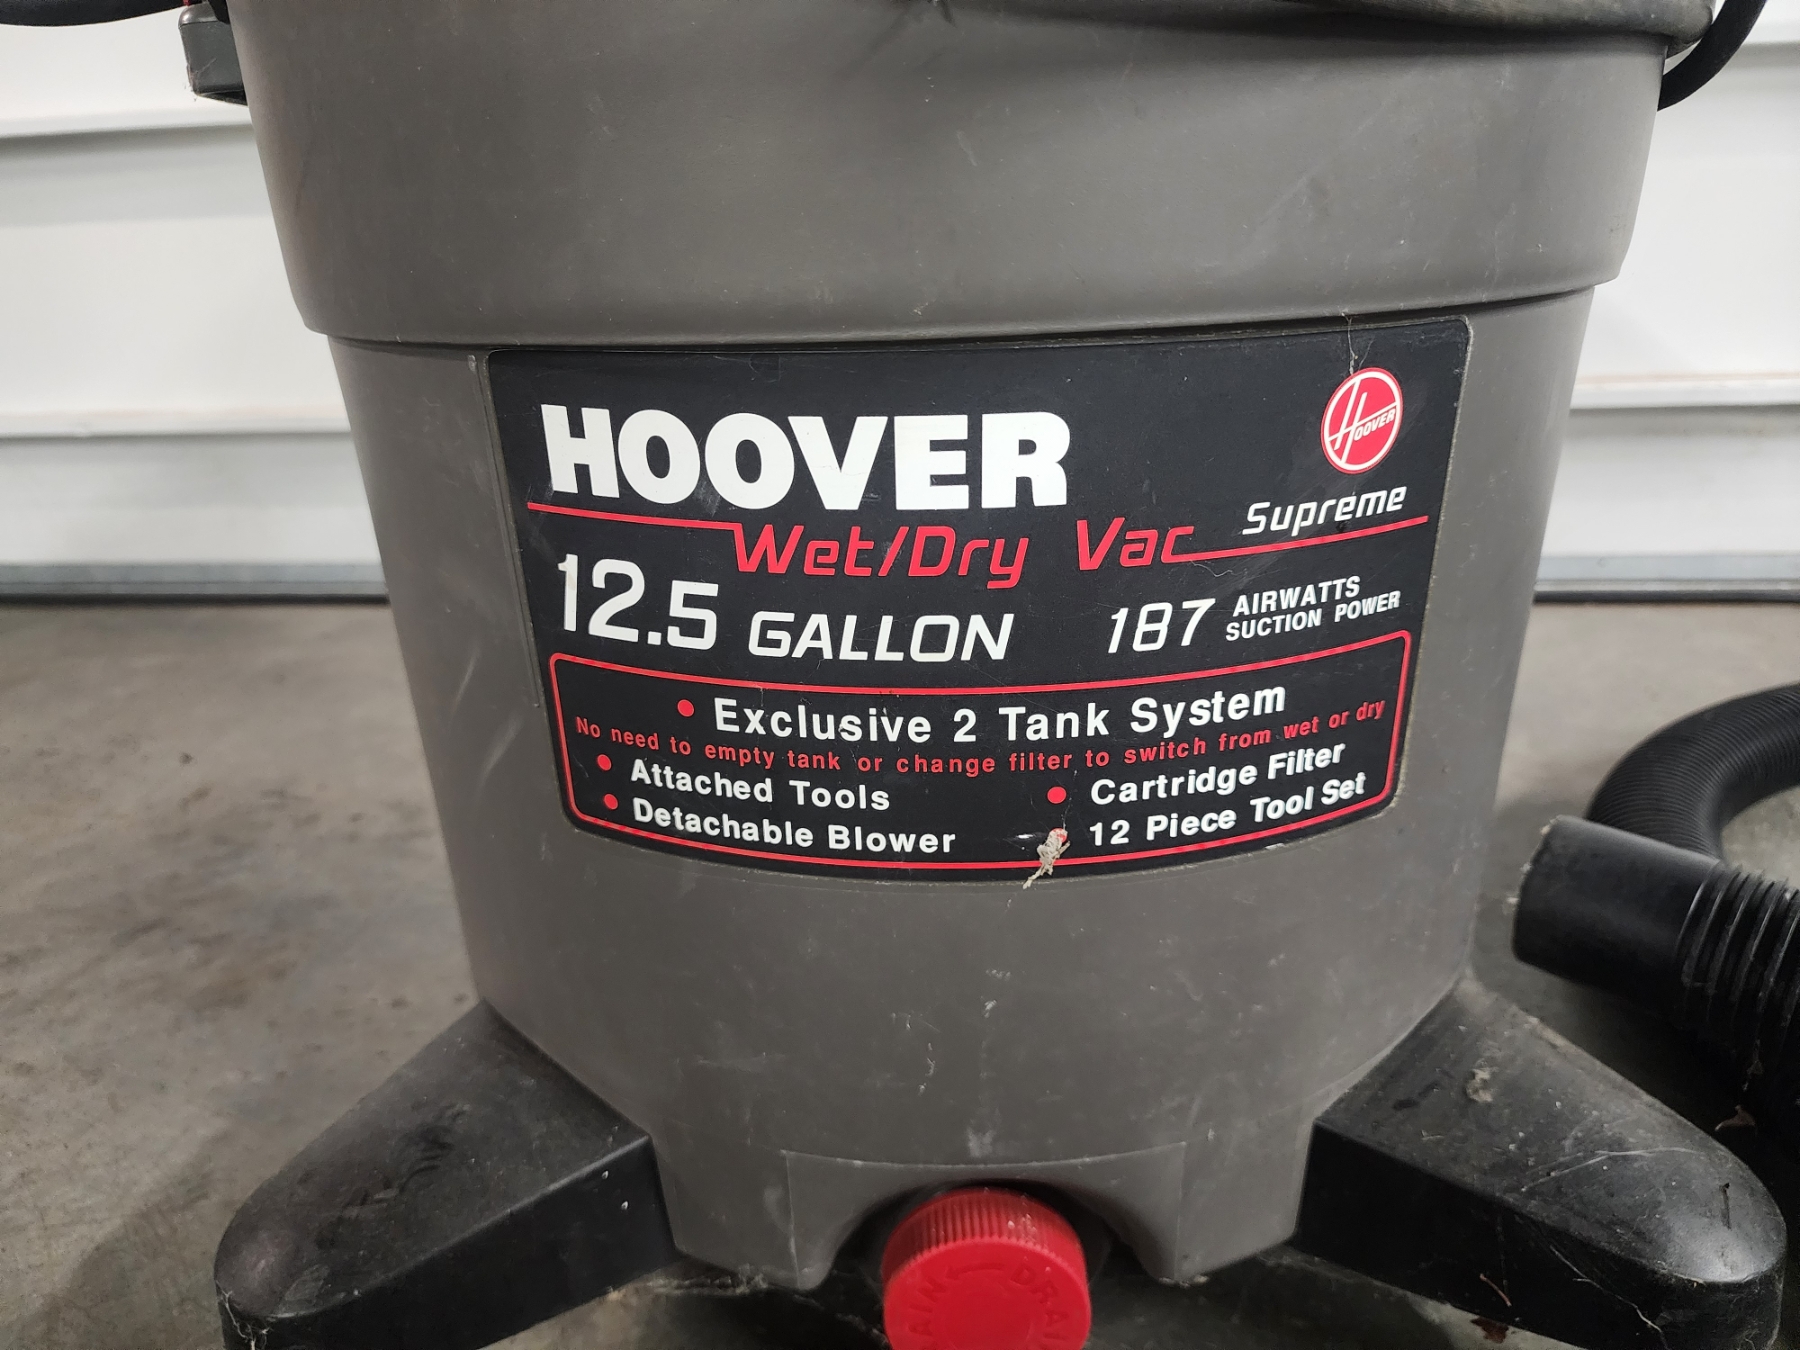 HOOVER
HOOVER
Supreme
Wet/Dry Vac
12.5 GALLON
187 AIRWATTS
SUCTION POWER
• Exclusive 2 Tank System
No need to empty tank or change filter to switch from wet or dry
• Attached Tools
• Cartridge Filter
• Detachable Blower
• 12 Piece Tool Set
DRAIN